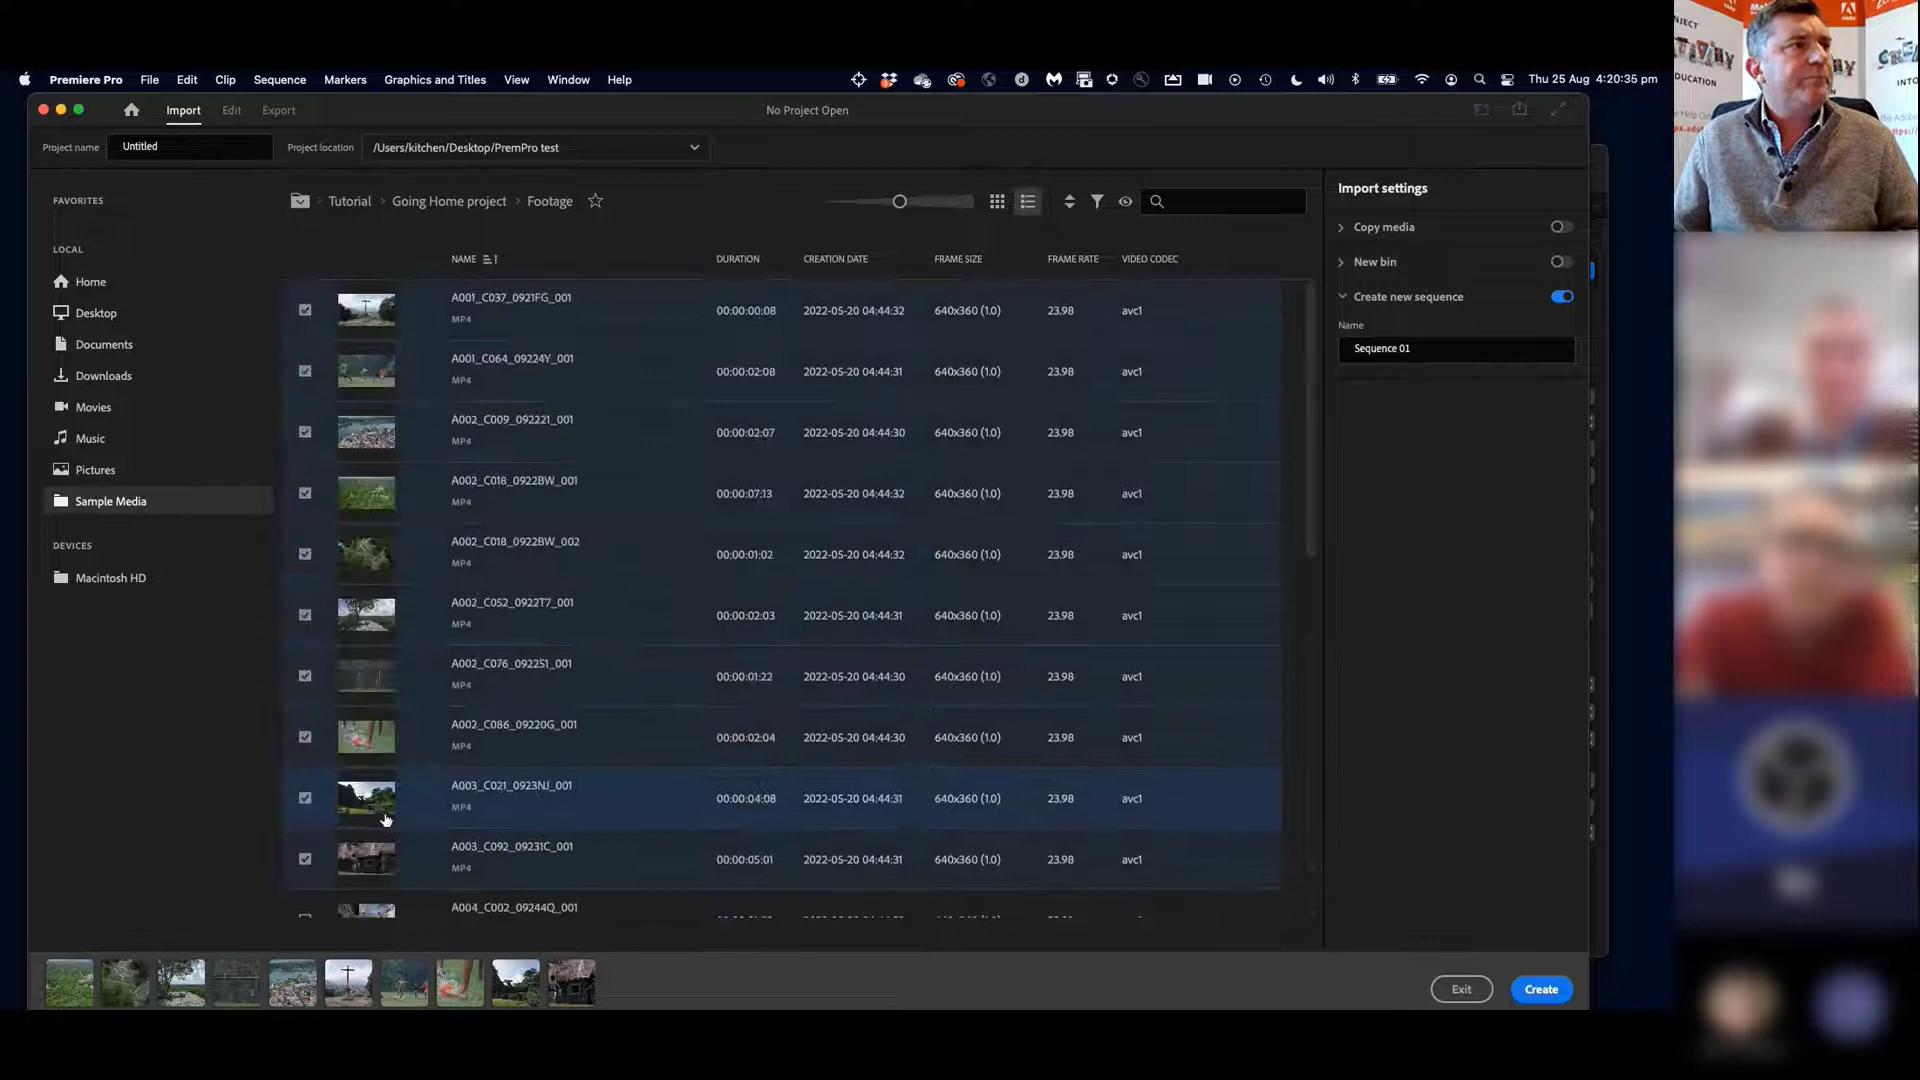 Premiere Pro File Edit Clip Sequence Markers Graphics and Titles View Window Help Thu 25 Aug 4:20:35 pm
Import Edit Export No Project Open
Project name Untitled Project location /Users/kitchen/Desktop/PremPro test
FAVORITES
LOCAL
Home
Desktop
Documents
Downloads
Movies
Music
Pictures
Sample Media
DEVICES
Macintosh HD
Tutorial > Going Home project > Footage
NAME DURATION CREATION DATE FRAME SIZE FRAME RATE VIDEO CODEC
A001_C037_0921FG_001
MP4 00:00:00:08 2022-05-20 04:44:32 640x360 (1.0) 23.98 avc1
A001_C064_09224Y_001
MP4 00:00:02:08 2022-05-20 04:44:31 640x360 (1.0) 23.98 avc1
A002_C009_092221_001
MP4 00:00:02:07 2022-05-20 04:44:30 640x360 (1.0) 23.98 avc1
A002_C018_0922BW_001
MP4 00:00:07:13 2022-05-20 04:44:32 640x360 (1.0) 23.98 avc1
A002_C018_0922BW_002
MP4 00:00:01:02 2022-05-20 04:44:32 640x360 (1.0) 23.98 avc1
A002_C052_0922T7_001
MP4 00:00:02:03 2022-05-20 04:44:31 640x360 (1.0) 23.98 avc1
A002_C076_0922S1_001
MP4 00:00:01:22 2022-05-20 04:44:30 640x360 (1.0) 23.98 avc1
A002_C086_09220G_001
MP4 00:00:02:04 2022-05-20 04:44:30 640x360 (1.0) 23.98 avc1
A003_C021_0923NJ_001
MP4 00:00:04:08 2022-05-20 04:44:31 640x360 (1.0) 23.98 avc1
A003_C092_09231C_001
MP4 00:00:05:01 2022-05-20 04:44:31 640x360 (1.0) 23.98 avc1
A004_C002_09244Q_001
Import settings
Copy media
New bin
Create new sequence
Name
Sequence 01
Exit Create
EDUCATION
INTO